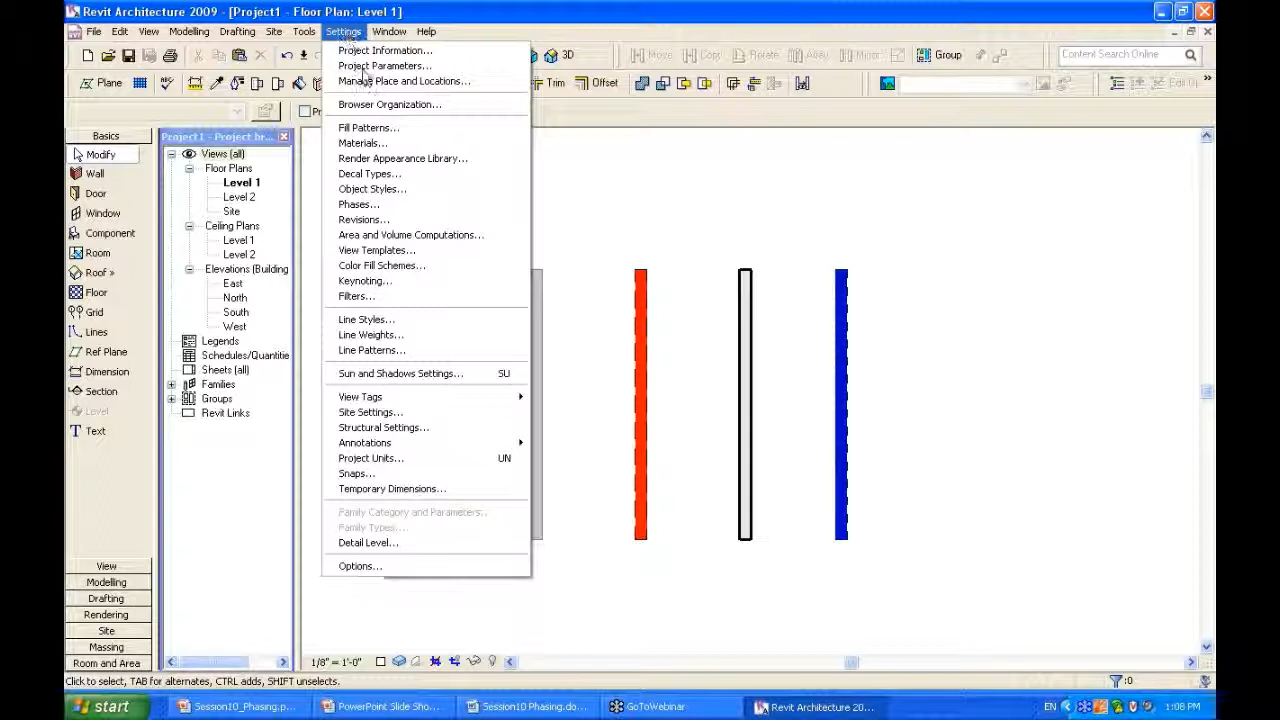 Revit Architecture 2009 - [Project1 - Floor Plan: Level 1]
File Edit View Modelling Drafting Site Tools Settings Window Help
3D Move Copy Rotate Array Mirror Group Content Search Online
Plane Trim Offset Edit
Project1 - Project br...
Basics
Modify
Wall
Door
Window
Component
Room
Roof »
Floor
Grid
Lines
Ref Plane
Dimension
Section
Level
Text
View
Modelling
Drafting
Rendering
Site
Massing
Room and Area
Views (all)
Floor Plans
Level 1
Level 2
Site
Ceiling Plans
Level 1
Level 2
Elevations (Building
East
North
South
West
Legends
Schedules/Quantitie
Sheets (all)
Families
Groups
Revit Links
Project Information...
Project Parameters...
Manage Place and Locations...
Browser Organization...
Fill Patterns...
Materials...
Render Appearance Library...
Decal Types...
Object Styles...
Phases...
Revisions...
Area and Volume Computations...
View Templates...
Color Fill Schemes...
Keynoting...
Filters...
Line Styles...
Line Weights...
Line Patterns...
Sun and Shadows Settings... SU
View Tags
Site Settings...
Structural Settings...
Annotations
Project Units... UN
Snaps...
Temporary Dimensions...
Family Category and Parameters...
Family Types...
Detail Level...
Options...
1/8" = 1'-0"
Click to select, TAB for alternates, CTRL adds, SHIFT unselects. :0
start Session10_Phasing.p... PowerPoint Slide Sho... Session10 Phasing.do... GoToWebinar Revit Architecture 20... EN 1:08 PM